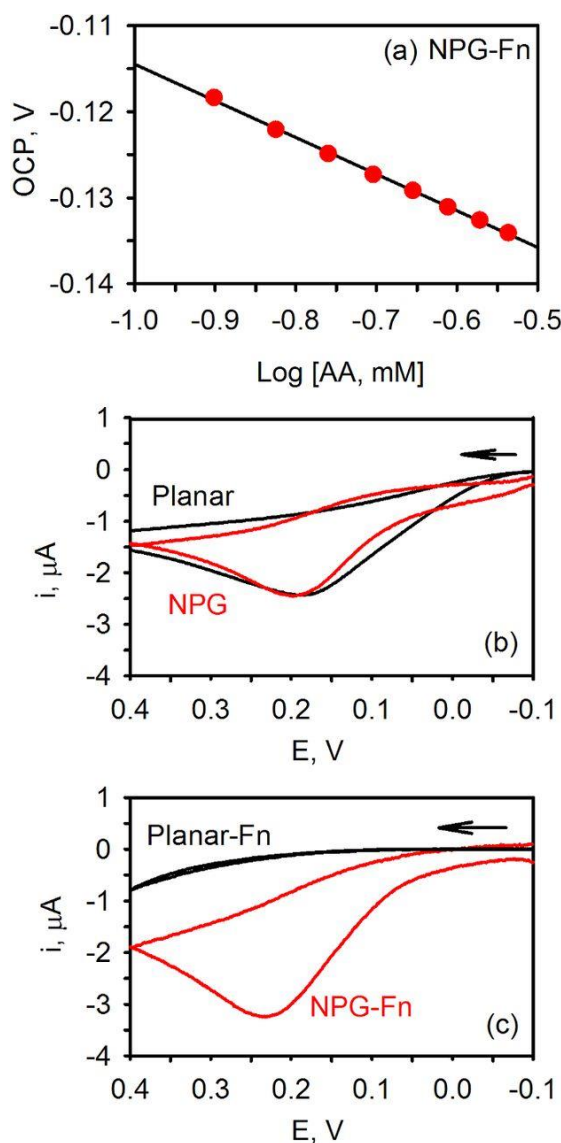 (a) NPG-Fn
OCP, V
-0.11
-0.12
-0.13
-0.14
-1.0 -0.9 -0.8 -0.7 -0.6 -0.5
Log [AA, mM]
i, μA
1
0
-1
-2
-3
-4
Planar
NPG
(b)
0.4 0.3 0.2 0.1 0.0 -0.1
E, V
i, μA
1
0
-1
-2
-3
-4
Planar-Fn
NPG-Fn
(c)
0.4 0.3 0.2 0.1 0.0 -0.1
E, V